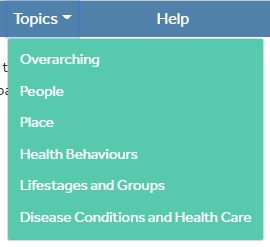 Topics Help
Overarching
People
Place
Health Behaviours
Lifestages and Groups
Disease Conditions and Health Care